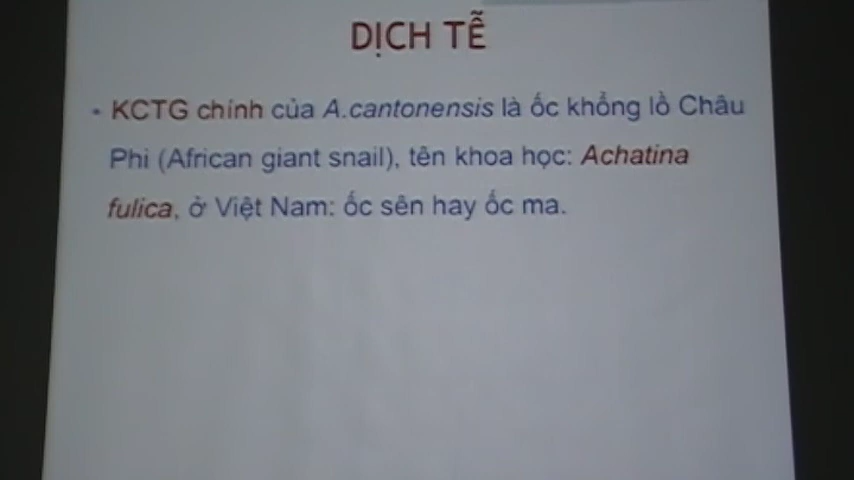 DỊCH TỄ
• KCTG chính của A.cantonensis là ốc khổng lồ Châu
Phi (African giant snail), tên khoa học: Achatina
fulica, ở Việt Nam: ốc sên hay ốc ma.